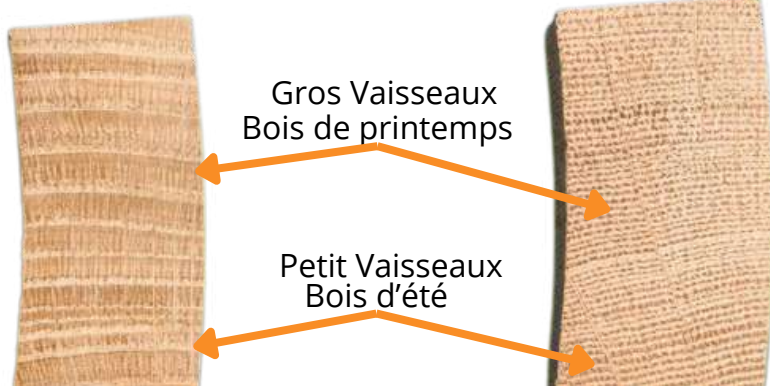 Gros Vaisseaux
Bois de printemps
Petit Vaisseaux
Bois d’été